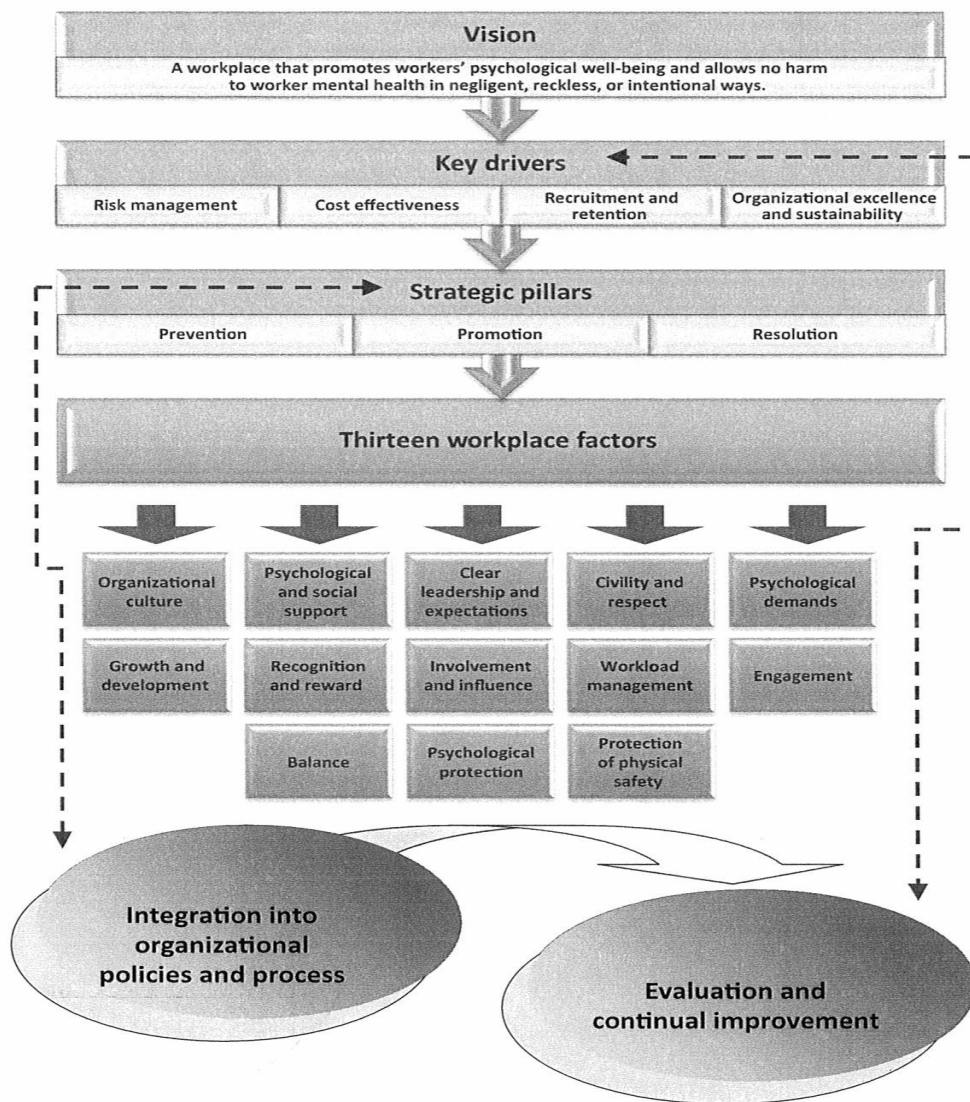 Vision
A workplace that promotes workers’ psychological well-being and allows no harm
to worker mental health in negligent, reckless, or intentional ways.
Key drivers
Risk management
Cost effectiveness
Recruitment and
retention
Organizational excellence
and sustainability
Strategic pillars
Prevention
Promotion
Resolution
Thirteen workplace factors
Organizational
culture
Psychological
and social
support
Clear
leadership and
expectations
Civility and
respect
Psychological
demands
Growth and
development
Recognition
and reward
Involvement
and influence
Workload
management
Engagement
Balance
Psychological
protection
Protection
of physical
safety
Integration into
organizational
policies and process
Evaluation and
continual improvement